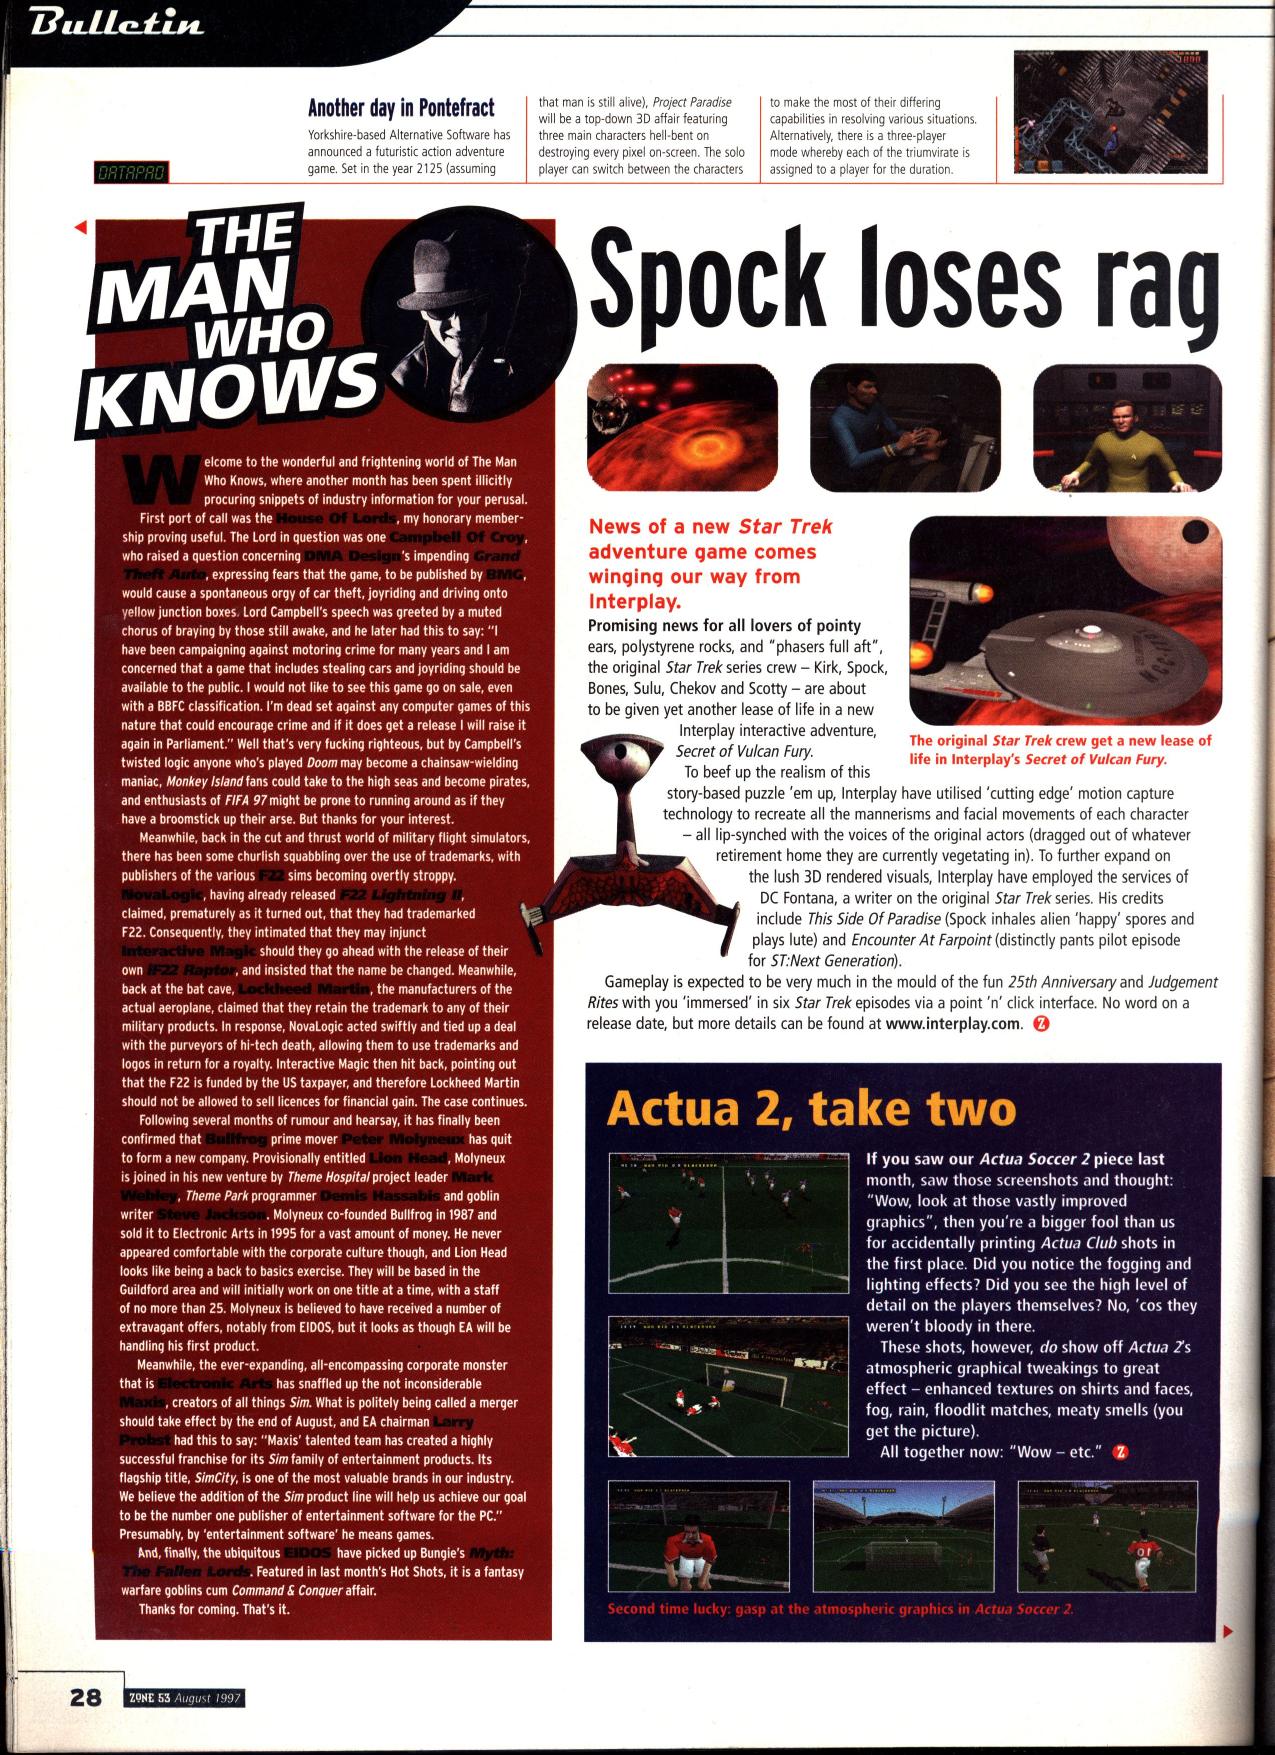 Bulletin
DATAPAD
Another day in Pontefract
Yorkshire-based Alternative Software has
announced a futuristic action adventure
game. Set in the year 2125 (assuming
that man is still alive), Project Paradise
will be a top-down 3D affair featuring
three main characters hell-bent on
destroying every pixel on-screen. The solo
player can switch between the characters
to make the most of their differing
capabilities in resolving various situations.
Alternatively, there is a three-player
mode whereby each of the triumvirate is
assigned to a player for the duration.
THE
MAN
WHO
KNOWS
Welcome to the wonderful and frightening world of The Man
Who Knows, where another month has been spent illicitly
procuring snippets of industry information for your perusal.
First port of call was the House Of Lords, my honorary member-
ship proving useful. The Lord in question was one Campbell Of Croy,
who raised a question concerning DMA Design's impending Grand
Theft Auto, expressing fears that the game, to be published by BMG,
would cause a spontaneous orgy of car theft, joyriding and driving onto
yellow junction boxes. Lord Campbell's speech was greeted by a muted
chorus of braying by those still awake, and he later had this to say: "I
have been campaigning against motoring crime for many years and I am
concerned that a game that includes stealing cars and joyriding should be
available to the public. I would not like to see this game go on sale, even
with a BBFC classification. I'm dead set against any computer games of this
nature that could encourage crime and if it does get a release I will raise it
again in Parliament." Well that's very fucking righteous, but by Campbell's
twisted logic anyone who's played Doom may become a chainsaw-wielding
maniac, Monkey Island fans could take to the high seas and become pirates,
and enthusiasts of FIFA 97 might be prone to running around as if they
have a broomstick up their arse. But thanks for your interest.
Meanwhile, back in the cut and thrust world of military flight simulators,
there has been some churlish squabbling over the use of trademarks, with
publishers of the various F22 sims becoming overtly stroppy.
NovaLogic, having already released F22 Lightning II,
claimed, prematurely as it turned out, that they had trademarked
F22. Consequently, they intimated that they may injunct
Interactive Magic should they go ahead with the release of their
own iF22 Raptor, and insisted that the name be changed. Meanwhile,
back at the bat cave, Lockheed Martin, the manufacturers of the
actual aeroplane, claimed that they retain the trademark to any of their
military products. In response, NovaLogic acted swiftly and tied up a deal
with the purveyors of hi-tech death, allowing them to use trademarks and
logos in return for a royalty. Interactive Magic then hit back, pointing out
that the F22 is funded by the US taxpayer, and therefore Lockheed Martin
should not be allowed to sell licences for financial gain. The case continues.
Following several months of rumour and hearsay, it has finally been
confirmed that Bullfrog prime mover Peter Molyneux has quit
to form a new company. Provisionally entitled Lion Head, Molyneux
is joined in his new venture by Theme Hospital project leader Mark
Webley, Theme Park programmer Demis Hassabis and goblin
writer Steve Jackson. Molyneux co-founded Bullfrog in 1987 and
sold it to Electronic Arts in 1995 for a vast amount of money. He never
appeared comfortable with the corporate culture though, and Lion Head
looks like being a back to basics exercise. They will be based in the
Guildford area and will initially work on one title at a time, with a staff
of no more than 25. Molyneux is believed to have received a number of
extravagant offers, notably from EIDOS, but it looks as though EA will be
handling his first product.
Meanwhile, the ever-expanding, all-encompassing corporate monster
that is Electronic Arts has snaffled up the not inconsiderable
Maxis, creators of all things Sim. What is politely being called a merger
should take effect by the end of August, and EA chairman Larry
Probst had this to say: "Maxis' talented team has created a highly
successful franchise for its Sim family of entertainment products. Its
flagship title, SimCity, is one of the most valuable brands in our industry.
We believe the addition of the Sim product line will help us achieve our goal
to be the number one publisher of entertainment software for the PC."
Presumably, by 'entertainment software' he means games.
And, finally, the ubiquitous EIDOS have picked up Bungie's Myth:
The Fallen Lords. Featured in last month's Hot Shots, it is a fantasy
warfare goblins cum Command & Conquer affair.
Thanks for coming. That's it.
Spock loses rag
News of a new Star Trek
adventure game comes
winging our way from
Interplay.
Promising news for all lovers of pointy
ears, polystyrene rocks, and "phasers full aft",
the original Star Trek series crew – Kirk, Spock,
Bones, Sulu, Chekov and Scotty – are about
to be given yet another lease of life in a new
Interplay interactive adventure,
Secret of Vulcan Fury.
To beef up the realism of this
story-based puzzle 'em up, Interplay have utilised 'cutting edge' motion capture
technology to recreate all the mannerisms and facial movements of each character
– all lip-synched with the voices of the original actors (dragged out of whatever
retirement home they are currently vegetating in). To further expand on
the lush 3D rendered visuals, Interplay have employed the services of
DC Fontana, a writer on the original Star Trek series. His credits
include This Side Of Paradise (Spock inhales alien 'happy' spores and
plays lute) and Encounter At Farpoint (distinctly pants pilot episode
for ST:Next Generation).
Gameplay is expected to be very much in the mould of the fun 25th Anniversary and Judgement
Rites with you 'immersed' in six Star Trek episodes via a point 'n' click interface. No word on a
release date, but more details can be found at www.interplay.com. Z
The original Star Trek crew get a new lease of
life in Interplay's Secret of Vulcan Fury.
Actua 2, take two
If you saw our Actua Soccer 2 piece last
month, saw those screenshots and thought:
"Wow, look at those vastly improved
graphics", then you're a bigger fool than us
for accidentally printing Actua Club shots in
the first place. Did you notice the fogging and
lighting effects? Did you see the high level of
detail on the players themselves? No, 'cos they
weren't bloody in there.
These shots, however, do show off Actua 2's
atmospheric graphical tweakings to great
effect – enhanced textures on shirts and faces,
fog, rain, floodlit matches, meaty smells (you
get the picture).
All together now: "Wow – etc." Z
Second time lucky: gasp at the atmospheric graphics in Actua Soccer 2.
28 ZONE 53 August 1997